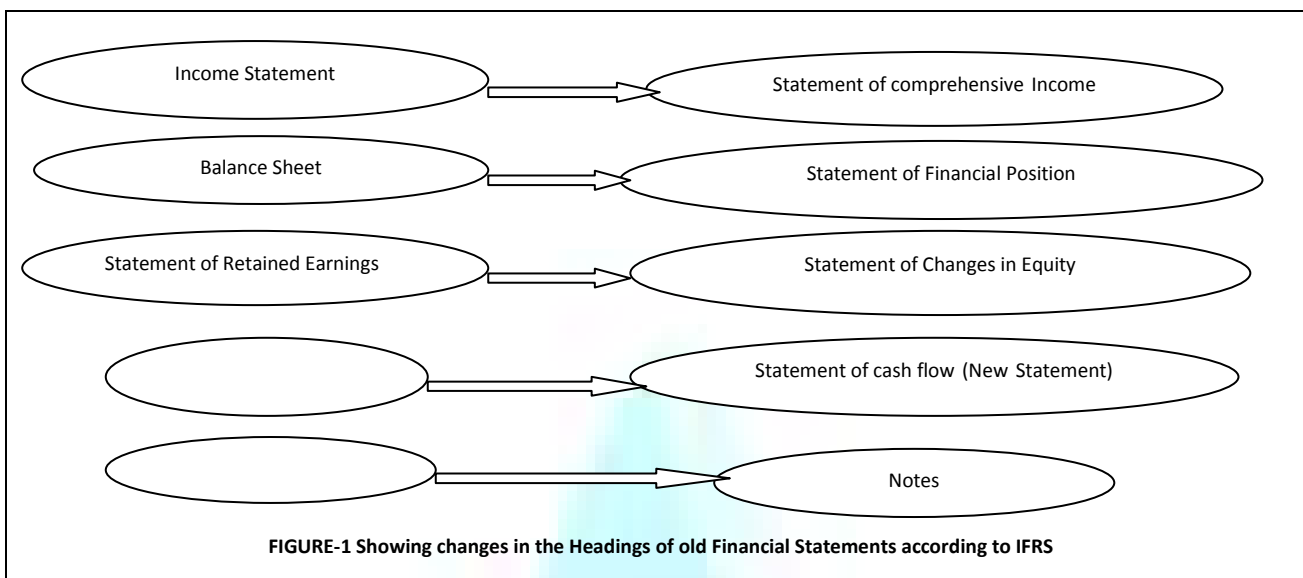 Income Statement
Statement of comprehensive Income
Balance Sheet
Statement of Financial Position
Statement of Retained Earnings
Statement of Changes in Equity
Statement of cash flow (New Statement)
Notes
FIGURE-1 Showing changes in the Headings of old Financial Statements according to IFRS